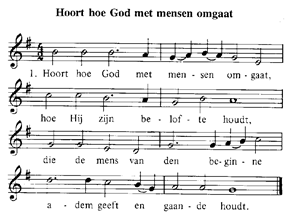 Hoort hoe God met mensen omgaat
1. Hoort hoe God met men - sen om - gaat,
hoe Hij zijn be - lof - te houdt,
die de mens van den be - gin - ne
a - dem geeft en gaan - de houdt.